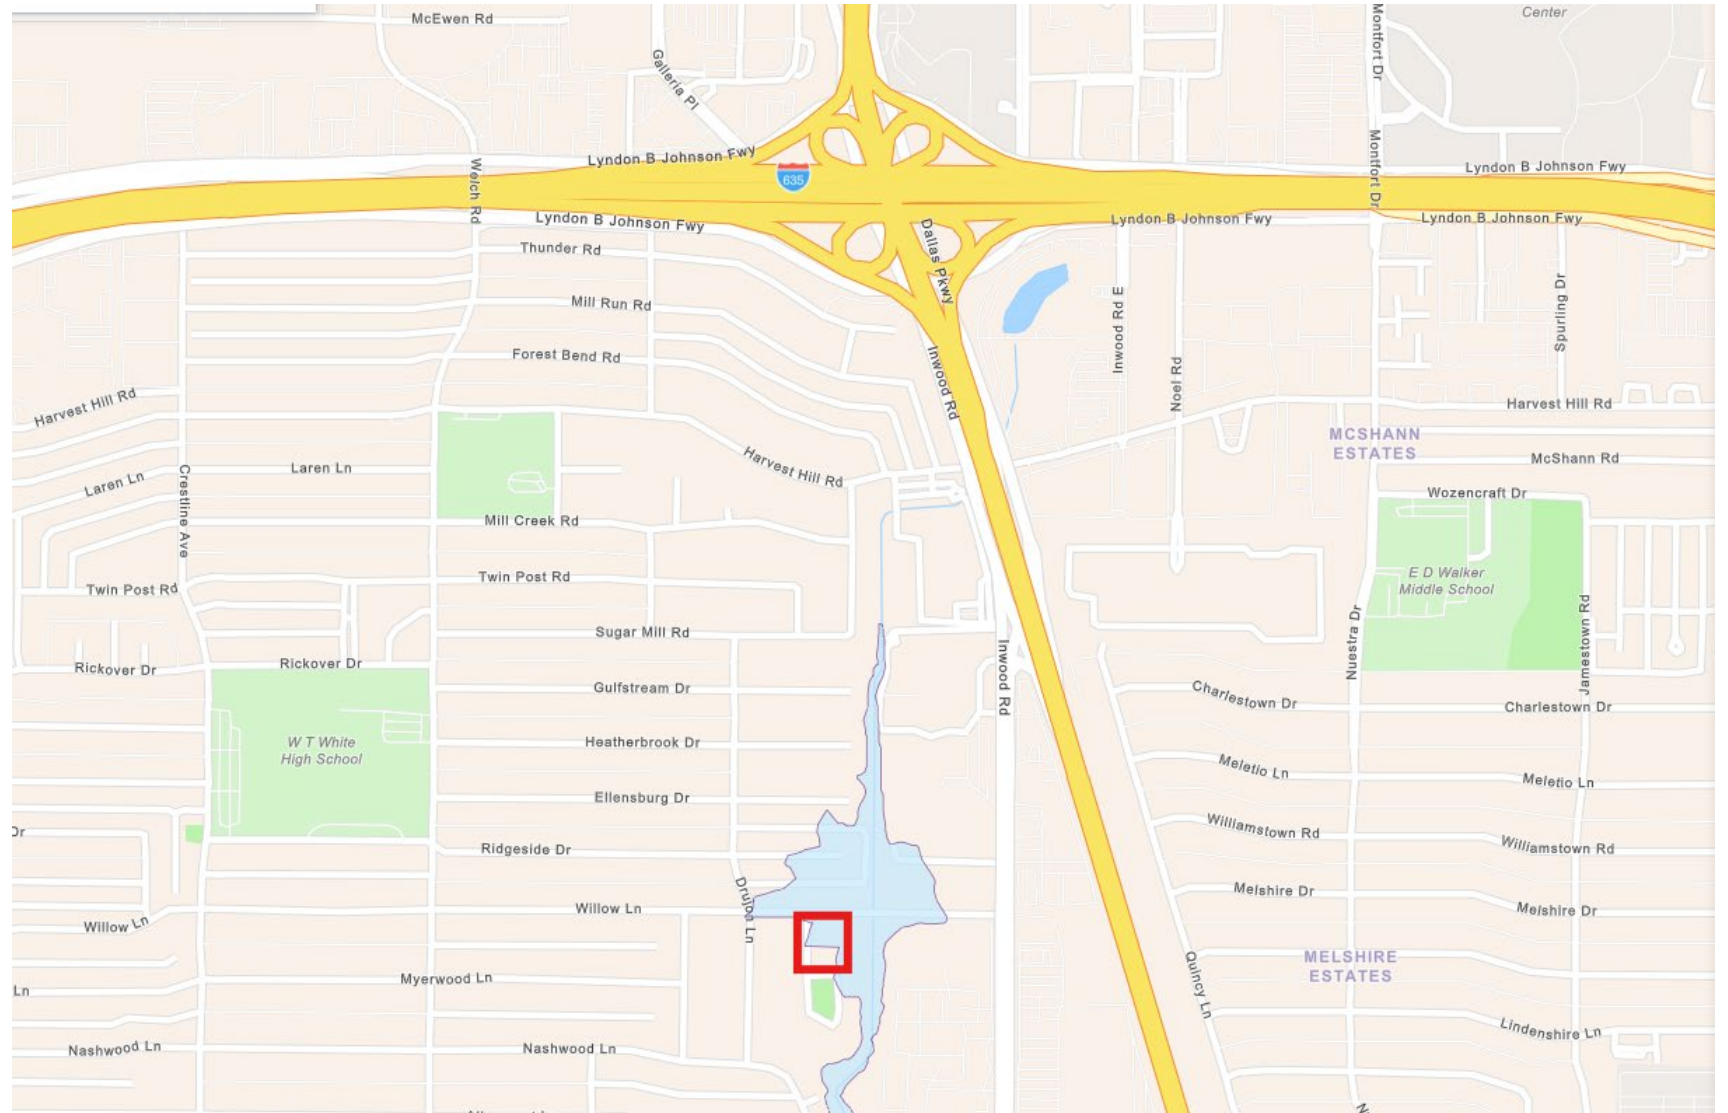 McEwen Rd
Center
Montfort Dr
Galleria Pl
Lyndon B Johnson Fwy
635
Welch Rd
Montfort Dr
Lyndon B Johnson Fwy
Lyndon B Johnson Fwy
Lyndon B Johnson Fwy
Lyndon B Johnson Fwy
Thunder Rd
Dallas Pkwy
Mill Run Rd
Inwood Rd E
Spurling Dr
Forest Bend Rd
Inwood Rd
Noel Rd
Harvest Hill Rd
Harvest Hill Rd
MCSHANN
ESTATES
McShann Rd
Laren Ln
Laren Ln
Harvest Hill Rd
Crestline Ave
Wozencraft Dr
Mill Creek Rd
Twin Post Rd
Twin Post Rd
E D Walker
Middle School
Sugar Mill Rd
Nuestra Dr
Jamestown Rd
Rickover Dr
Rickover Dr
Inwood Rd
Gulfstream Dr
Charlestown Dr
Charlestown Dr
W T White
High School
Heatherbrook Dr
Meletio Ln
Meletio Ln
Ellensburg Dr
Dr
Williamstown Rd
Williamstown Rd
Ridgeside Dr
Drujon Ln
Melshire Dr
Melshire Dr
Willow Ln
Willow Ln
MELSHIRE
ESTATES
Myerwood Ln
Quincy Ln
Ln
Lindenshire Ln
Nashwood Ln
Nashwood Ln
N